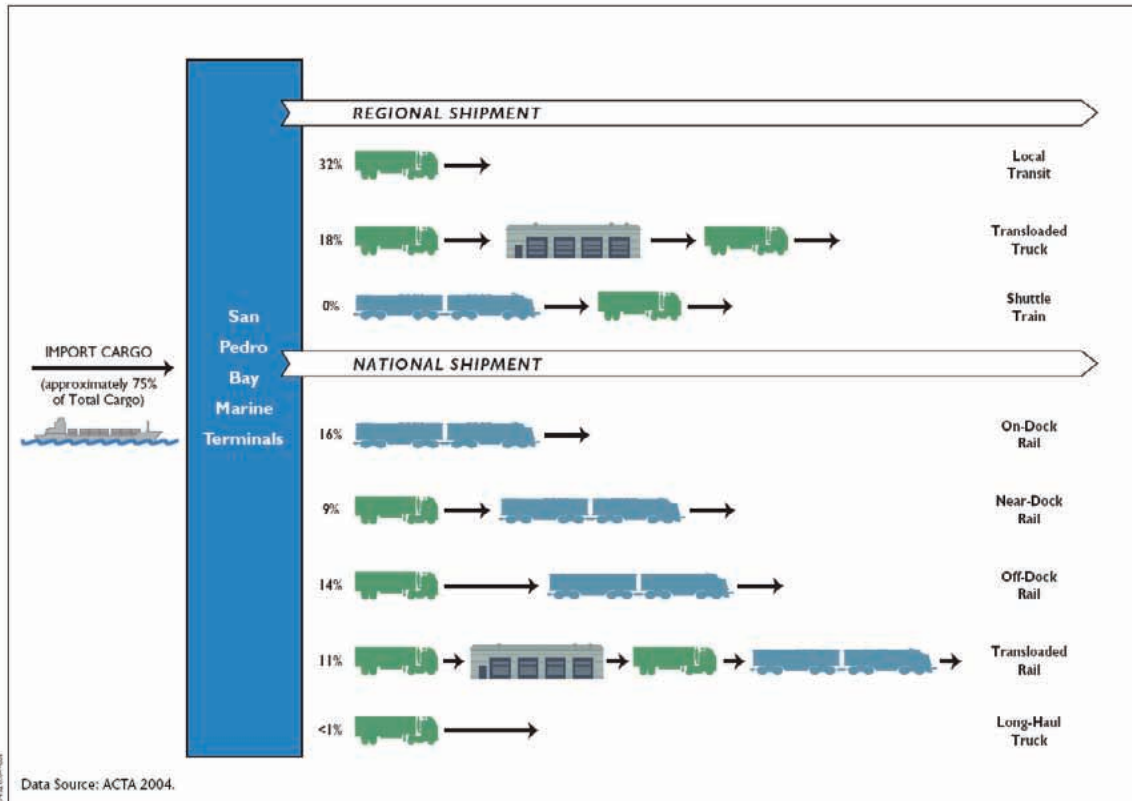 REGIONAL SHIPMENT
32%
Local
Transit
18%
Transloaded
Truck
0%
Shuttle
Train
San
Pedro
Bay
Marine
Terminals
IMPORT CARGO
(approximately 75%
of Total Cargo)
NATIONAL SHIPMENT
16%
On-Dock
Rail
9%
Near-Dock
Rail
14%
Off-Dock
Rail
11%
Transloaded
Rail
<1%
Long-Haul
Truck
Data Source: ACTA 2004.